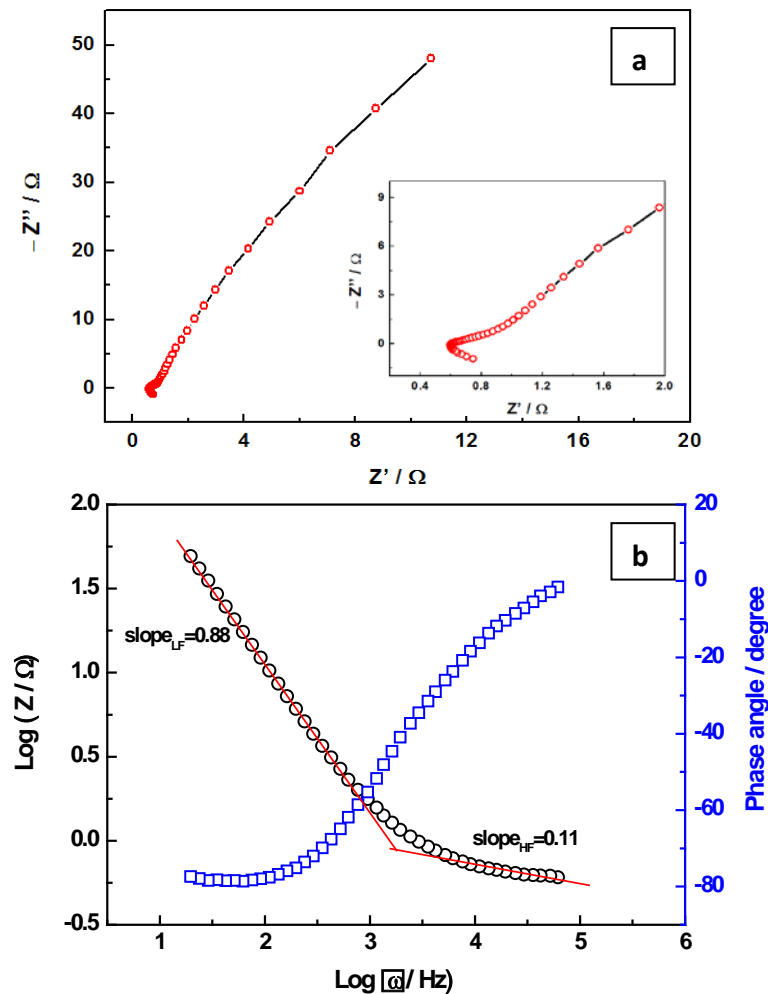 a
50
40
30
20
10
0
− Z'' / Ω
0 4 8 12 16 20
Z' / Ω
9
6
3
0
− Z'' / Ω
0.4 0.8 1.2 1.6 2.0
Z' / Ω
b
2.0
1.5
1.0
0.5
0.0
-0.5
Log ( Z / Ω)
20
0
-20
-40
-60
-80
Phase angle / degree
slopeLF=0.88
slopeHF=0.11
1 2 3 4 5 6
Log ω / Hz)